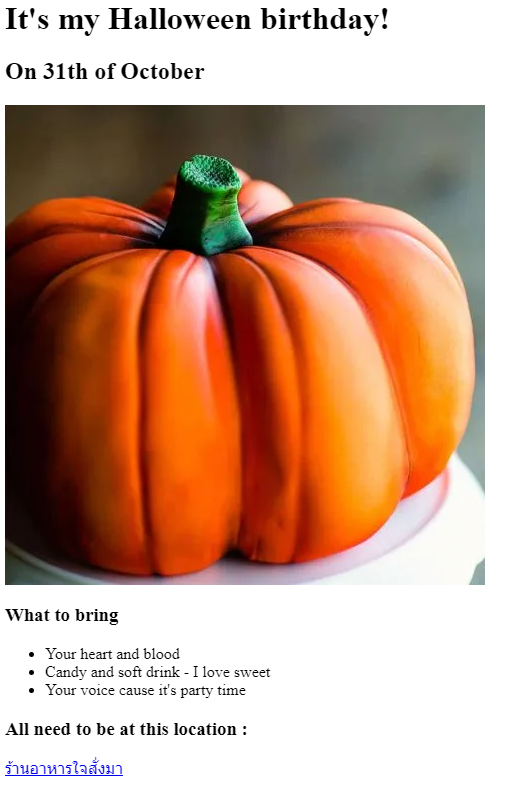 It's my Halloween birthday!
On 31th of October
What to bring
Your heart and blood
Candy and soft drink - I love sweet
Your voice cause it's party time
All need to be at this location :
ร้านอาหารใจสั่งมา